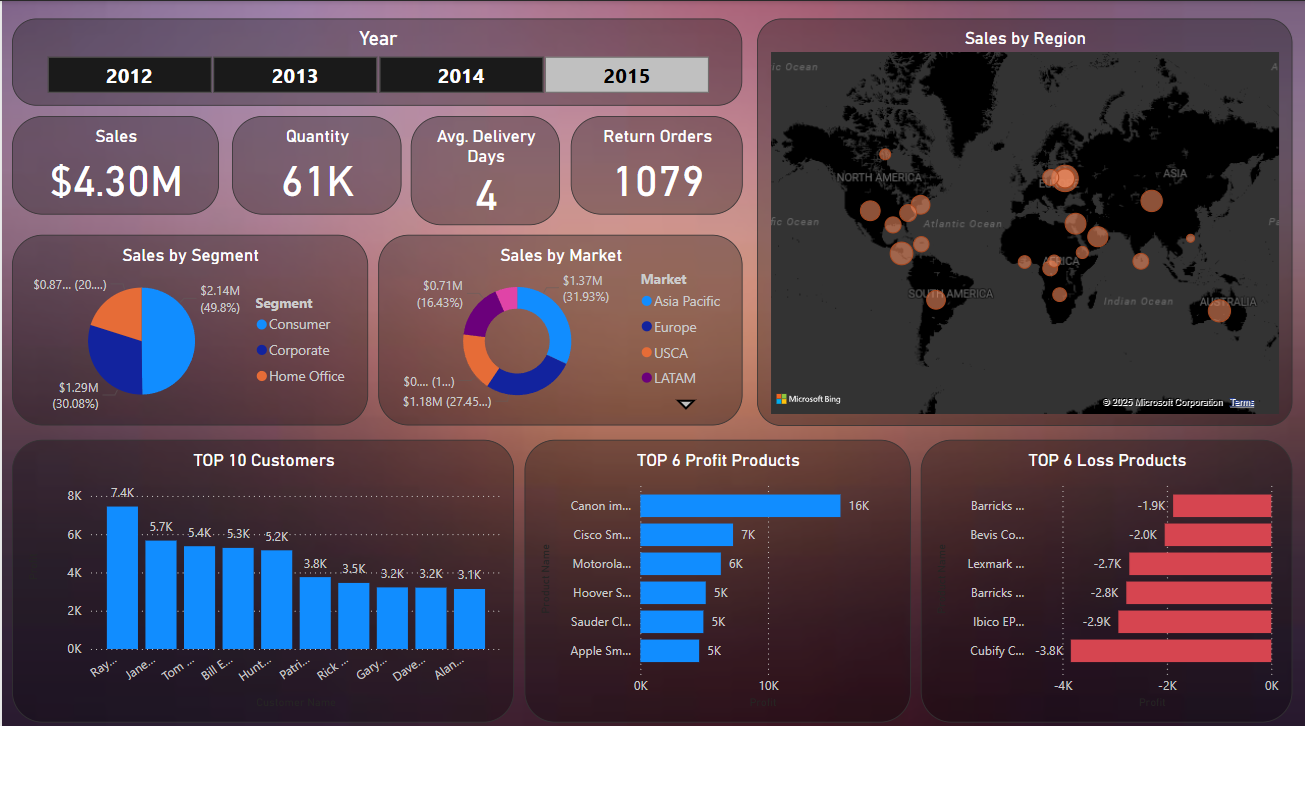 Year
2012
2013
2014
2015
Sales
$4.30M
Quantity
61K
Avg. Delivery
Days
4
Return Orders
1079
Sales by Segment
$0.87... (20....)
$2.14M
(49.8%)
$1.29M
(30.08%)
Segment
Consumer
Corporate
Home Office
Sales by Market
$0.71M
(16.43%)
$1.37M
(31.93%)
$0.... (1...)
$1.18M (27.45...)
Market
Asia Pacific
Europe
USCA
LATAM
Sales by Region
ic Ocean
A
NORTH AMERICA
ASIA
fic Ocean
Atlantic Ocean
Pa
AFRICA
SOUTH AMERICA
Indian Ocean
AUSTRALIA
Microsoft Bing
© 2025 Microsoft Corporation
Terms
TOP 10 Customers
8K
6K
4K
2K
0K
7.4K
5.7K
5.4K
5.3K
5.2K
3.8K
3.5K
3.2K
3.2K
3.1K
Ray...
Jane...
Tom ...
Bill E...
Hunt...
Patri...
Rick ...
Gary...
Dave...
Alan...
Customer Name
TOP 6 Profit Products
Product Name
Canon im...
16K
Cisco Sm...
7K
Motorola...
6K
Hoover S...
5K
Sauder Cl...
5K
Apple Sm...
5K
0K
10K
Profit
TOP 6 Loss Products
Barricks ...
-1.9K
Bevis Co...
-2.0K
Lexmark ...
-2.7K
Barricks ...
-2.8K
Ibico EP...
-2.9K
Cubify C...
-3.8K
-4K
-2K
0K
Profit